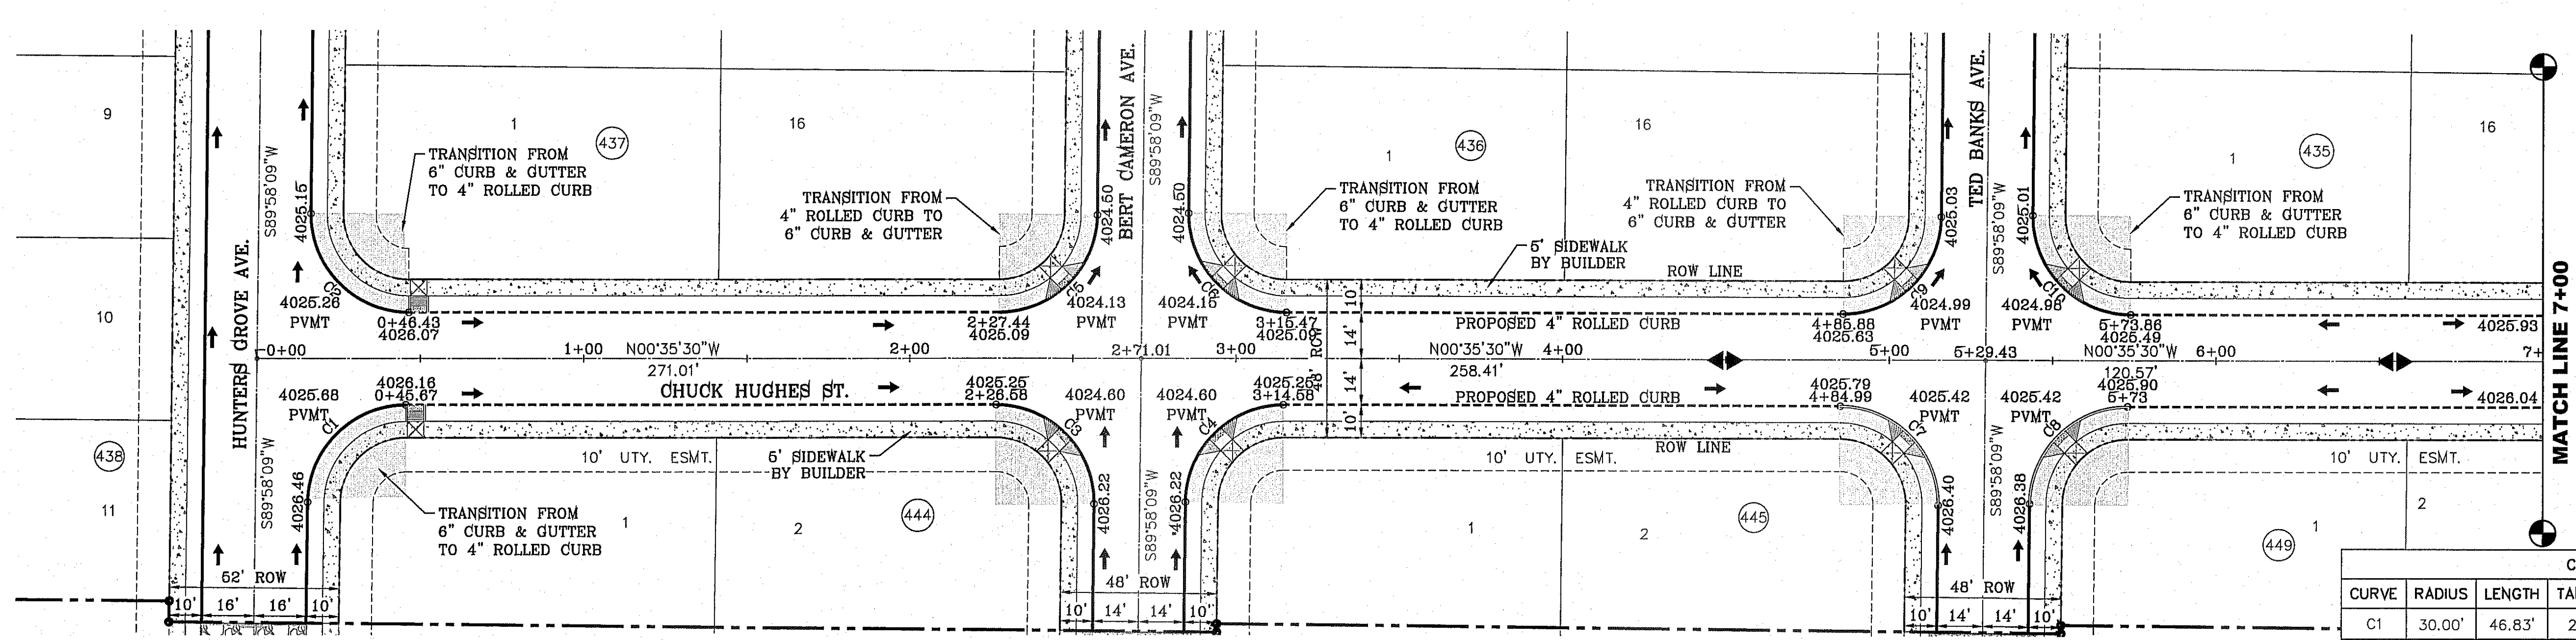 9
10
11
438
HUNTERS GROVE AVE.
S89°58'09"W
S89°58'09"W
4025.15
TRANSITION FROM
6" CURB & GUTTER
TO 4" ROLLED CURB
1
437
16
TRANSITION FROM
4" ROLLED CURB TO
6" CURB & GUTTER
4025.26
PVMT
0+46.43
4026.07
2+27.44
4025.09
4024.13
PVMT
C5
4024.50
BERT CAMERON AVE.
S89°58'09"W
4024.50
C6
4024.15
PVMT
3+15.47
4025.09
TRANSITION FROM
6" CURB & GUTTER
TO 4" ROLLED CURB
1
436
16
TRANSITION FROM
4" ROLLED CURB TO
6" CURB & GUTTER
5' SIDEWALK
BY BUILDER
ROW LINE
PROPOSED 4" ROLLED CURB
4+85.88
4025.63
4024.99
PVMT
C9
4025.03
TED BANKS AVE.
S89°58'09"W
4025.01
4024.98
PVMT
5+73.86
4025.49
TRANSITION FROM
6" CURB & GUTTER
TO 4" ROLLED CURB
1
435
16
4025.93
MATCH LINE 7+00
0+00
1+00
N00°35'30"W
2+00
2+71.01
3+00
N00°35'30"W
4+00
5+00
5+29.43
N00°35'30"W
6+00
7+
271.01'
258.41'
120.57'
CHUCK HUGHES ST.
10'
14'
48' ROW
14'
10'
4025.68
PVMT
C1
4026.16
0+45.67
4025.25
2+26.58
4024.60
PVMT
C3
4024.60
PVMT
C4
4025.25
3+14.58
PROPOSED 4" ROLLED CURB
4025.79
4+84.99
4025.42
PVMT
C7
4025.42
PVMT
C8
4025.90
5+73
4026.04
10' UTY. ESMT.
5' SIDEWALK
BY BUILDER
10' UTY. ESMT.
ROW LINE
10' UTY. ESMT.
4026.46
TRANSITION FROM
6" CURB & GUTTER
TO 4" ROLLED CURB
1
2
444
4026.22
S89°58'09"W
4026.22
1
2
445
4026.40
S89°58'09"W
4026.38
449
1
2
52' ROW
10' 16' 16' 10'
48' ROW
10' 14' 14' 10'
48' ROW
10' 14' 14' 10'
C
CURVE RADIUS LENGTH
C1 30.00' 46.83' 2